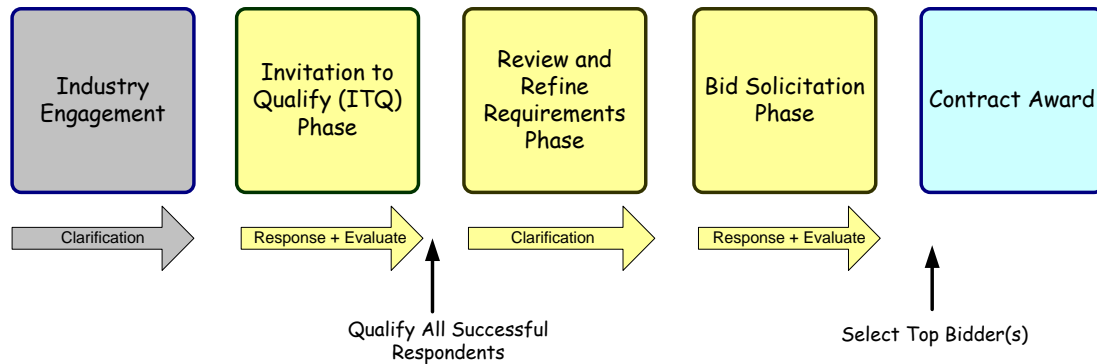 Industry
Engagement
Invitation to
Qualify (ITQ)
Phase
Review and
Refine
Requirements
Phase
Bid Solicitation
Phase
Contract Award
Clarification
Response + Evaluate
Clarification
Response + Evaluate
Qualify All Successful
Respondents
Select Top Bidder(s)